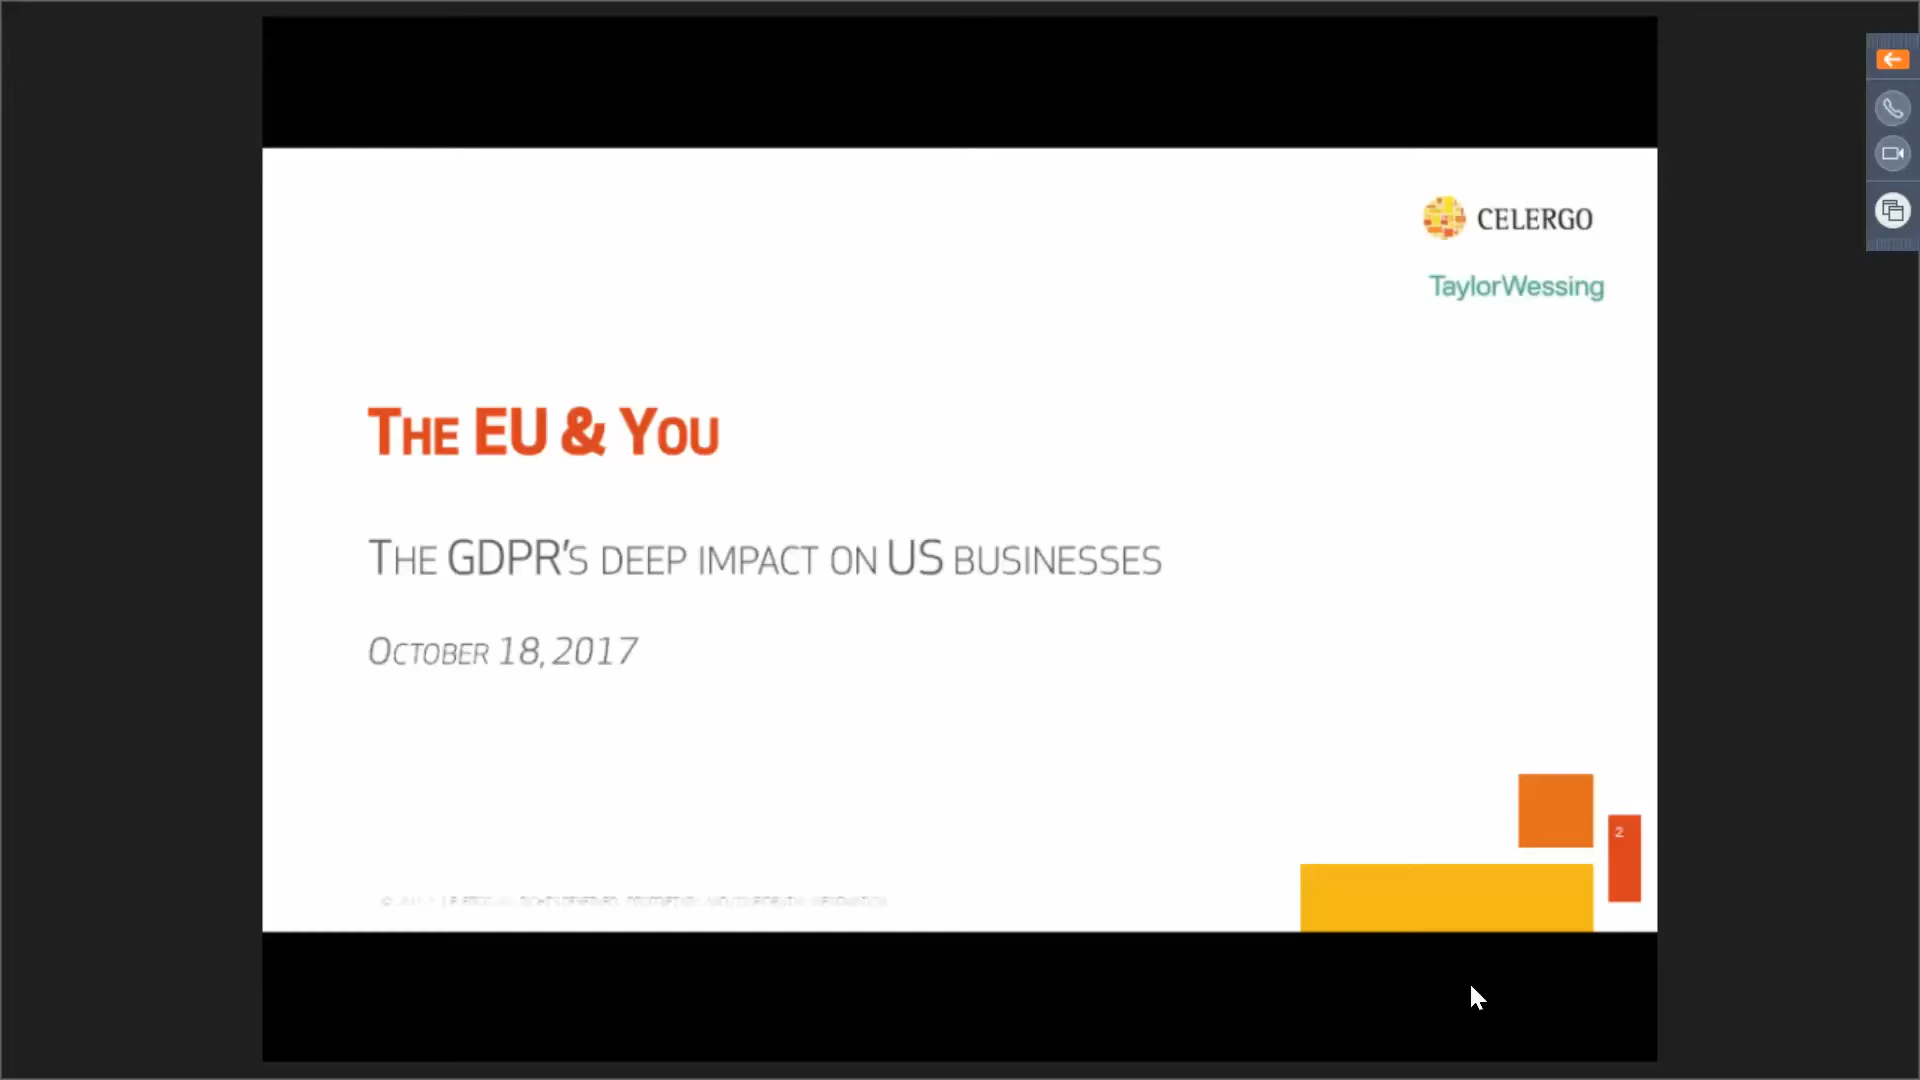 CELERGO
TaylorWessing
THE EU & YOU
THE GDPR'S DEEP IMPACT ON US BUSINESSES
OCTOBER 18, 2017
2